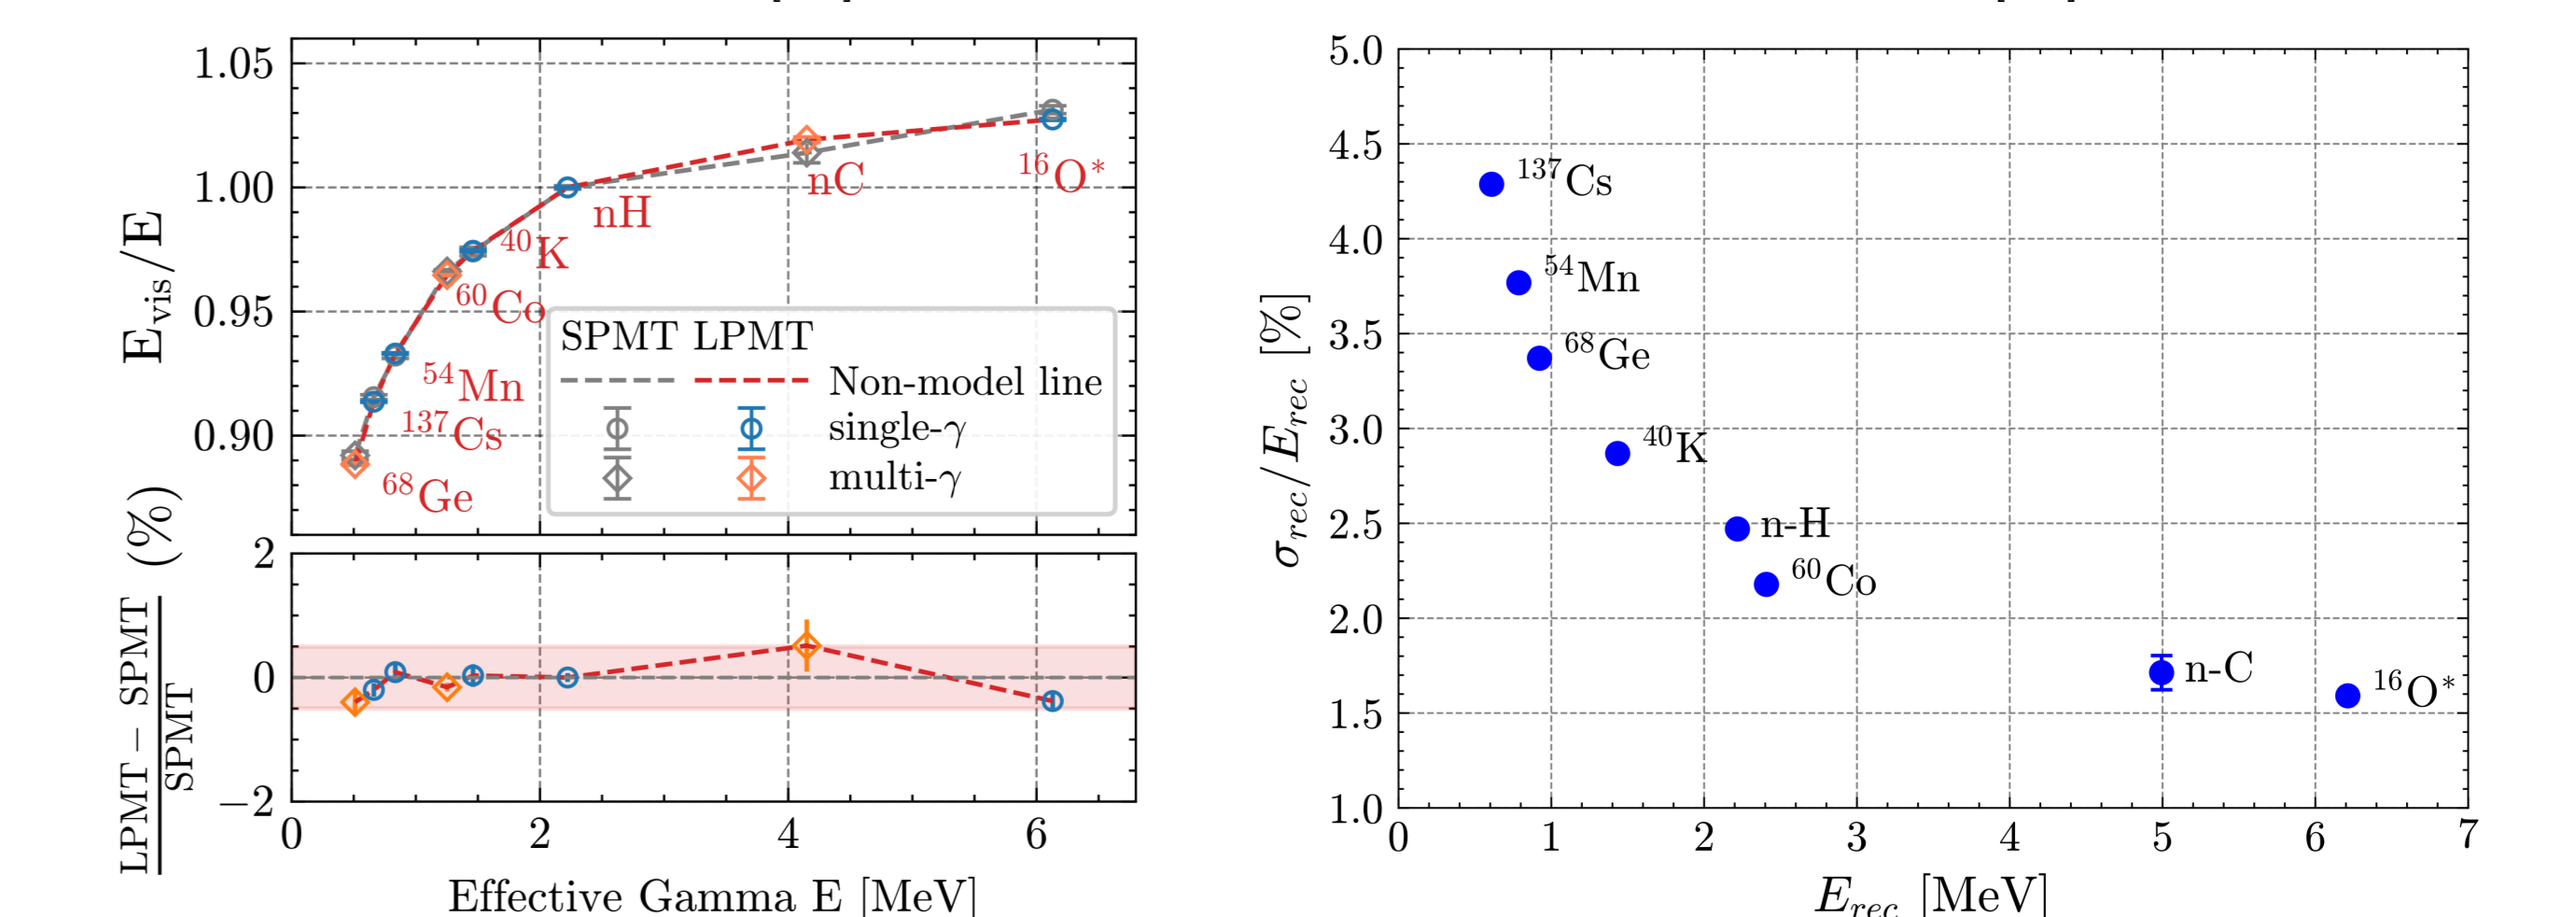 1.05
1.00
0.95
0.90
E_vis/E
^16O*
nC
nH
^40K
^60Co
^54Mn
^137Cs
^68Ge
SPMT LPMT
Non-model line
single-γ
multi-γ
2
0
−2
LPMT − SPMT
SPMT
(%)
0 2 4 6
Effective Gamma E [MeV]
5.0
4.5
4.0
3.5
3.0
2.5
2.0
1.5
1.0
σ_rec/E_rec [%]
^137Cs
^54Mn
^68Ge
^40K
n-H
^60Co
n-C
^16O*
0 1 2 3 4 5 6 7
E_rec [MeV]